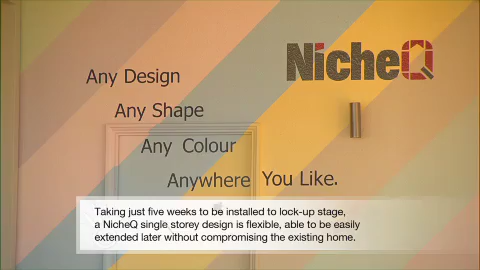 NicheQ
Any Design
Any Shape
Any Colour
Anywhere You Like.
Taking just five weeks to be installed to lock-up stage,
a NicheQ single storey design is flexible, able to be easily
extended later without compromising the existing home.